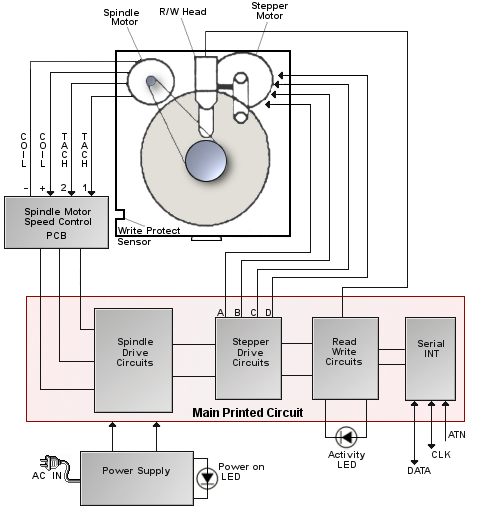 Spindle
Motor
R/W Head
Stepper
Motor
COIL
COIL
TACH
TACH
– + 2 1
Spindle Motor
Speed Control
PCB
Write Protect
Sensor
A B C D
Spindle
Drive
Circuits
Stepper
Drive
Circuits
Read
Write
Circuits
Serial
INT
Main Printed Circuit
ATN
CLK
DATA
Activity
LED
AC IN
Power Supply
Power on
LED